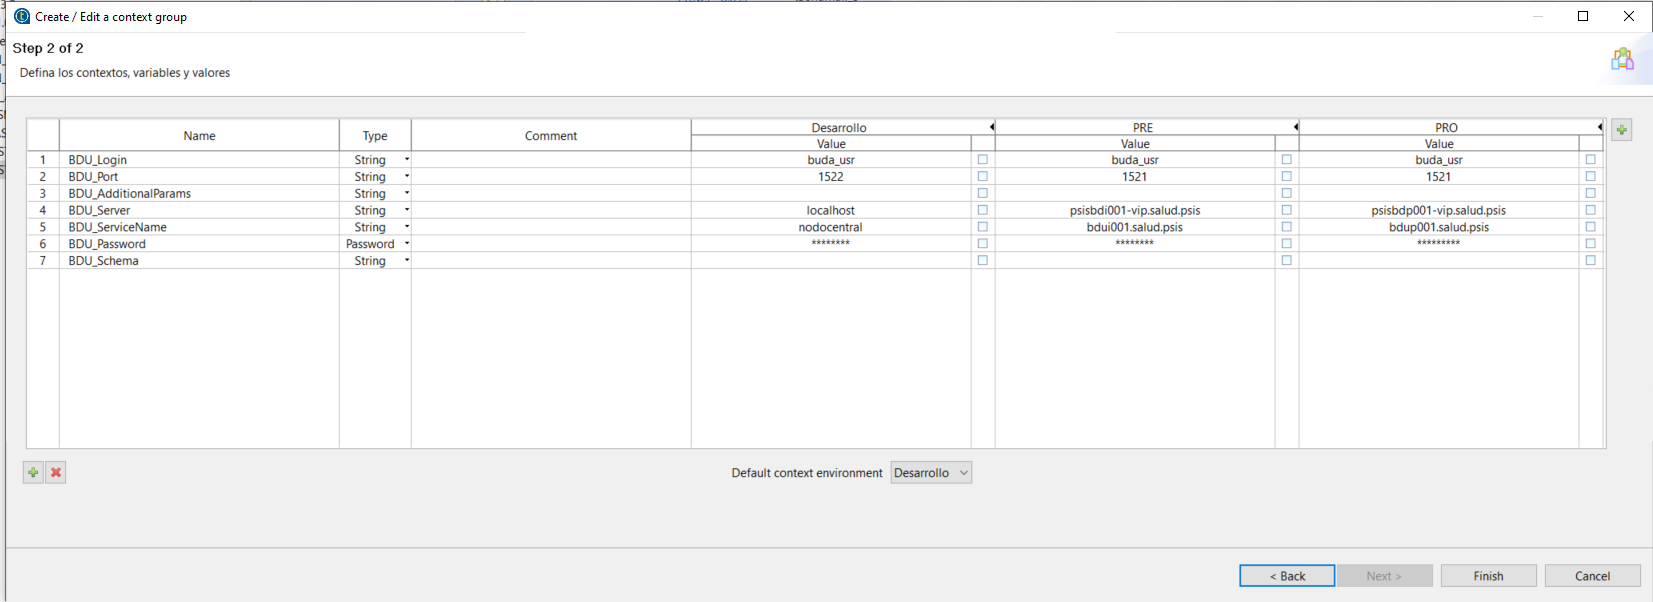 Create / Edit a context group
Step 2 of 2
Defina los contextos, variables y valores
Name Type Comment Desarrollo PRE PRO
Value Value Value
1 BDU_Login String buda_usr buda_usr buda_usr
2 BDU_Port String 1522 1521 1521
3 BDU_AdditionalParams String
4 BDU_Server String localhost psisbdi001-vip.salud.psis psisbdp001-vip.salud.psis
5 BDU_ServiceName String nodocentral bdui001.salud.psis bdup001.salud.psis
6 BDU_Password Password ******** ******** *********
7 BDU_Schema String
Default context environment Desarrollo
< Back Next > Finish Cancel